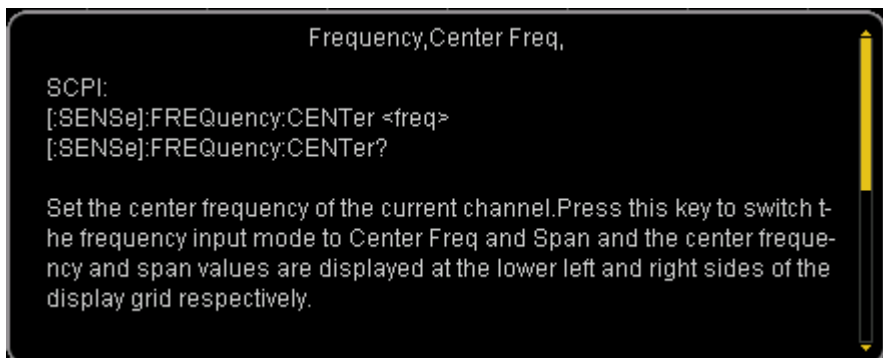 Frequency,Center Freq,
SCPI:
[:SENSe]:FREQuency:CENTer <freq>
[:SENSe]:FREQuency:CENTer?
Set the center frequency of the current channel.Press this key to switch t-
he frequency input mode to Center Freq and Span and the center freque-
ncy and span values are displayed at the lower left and right sides of the
display grid respectively.